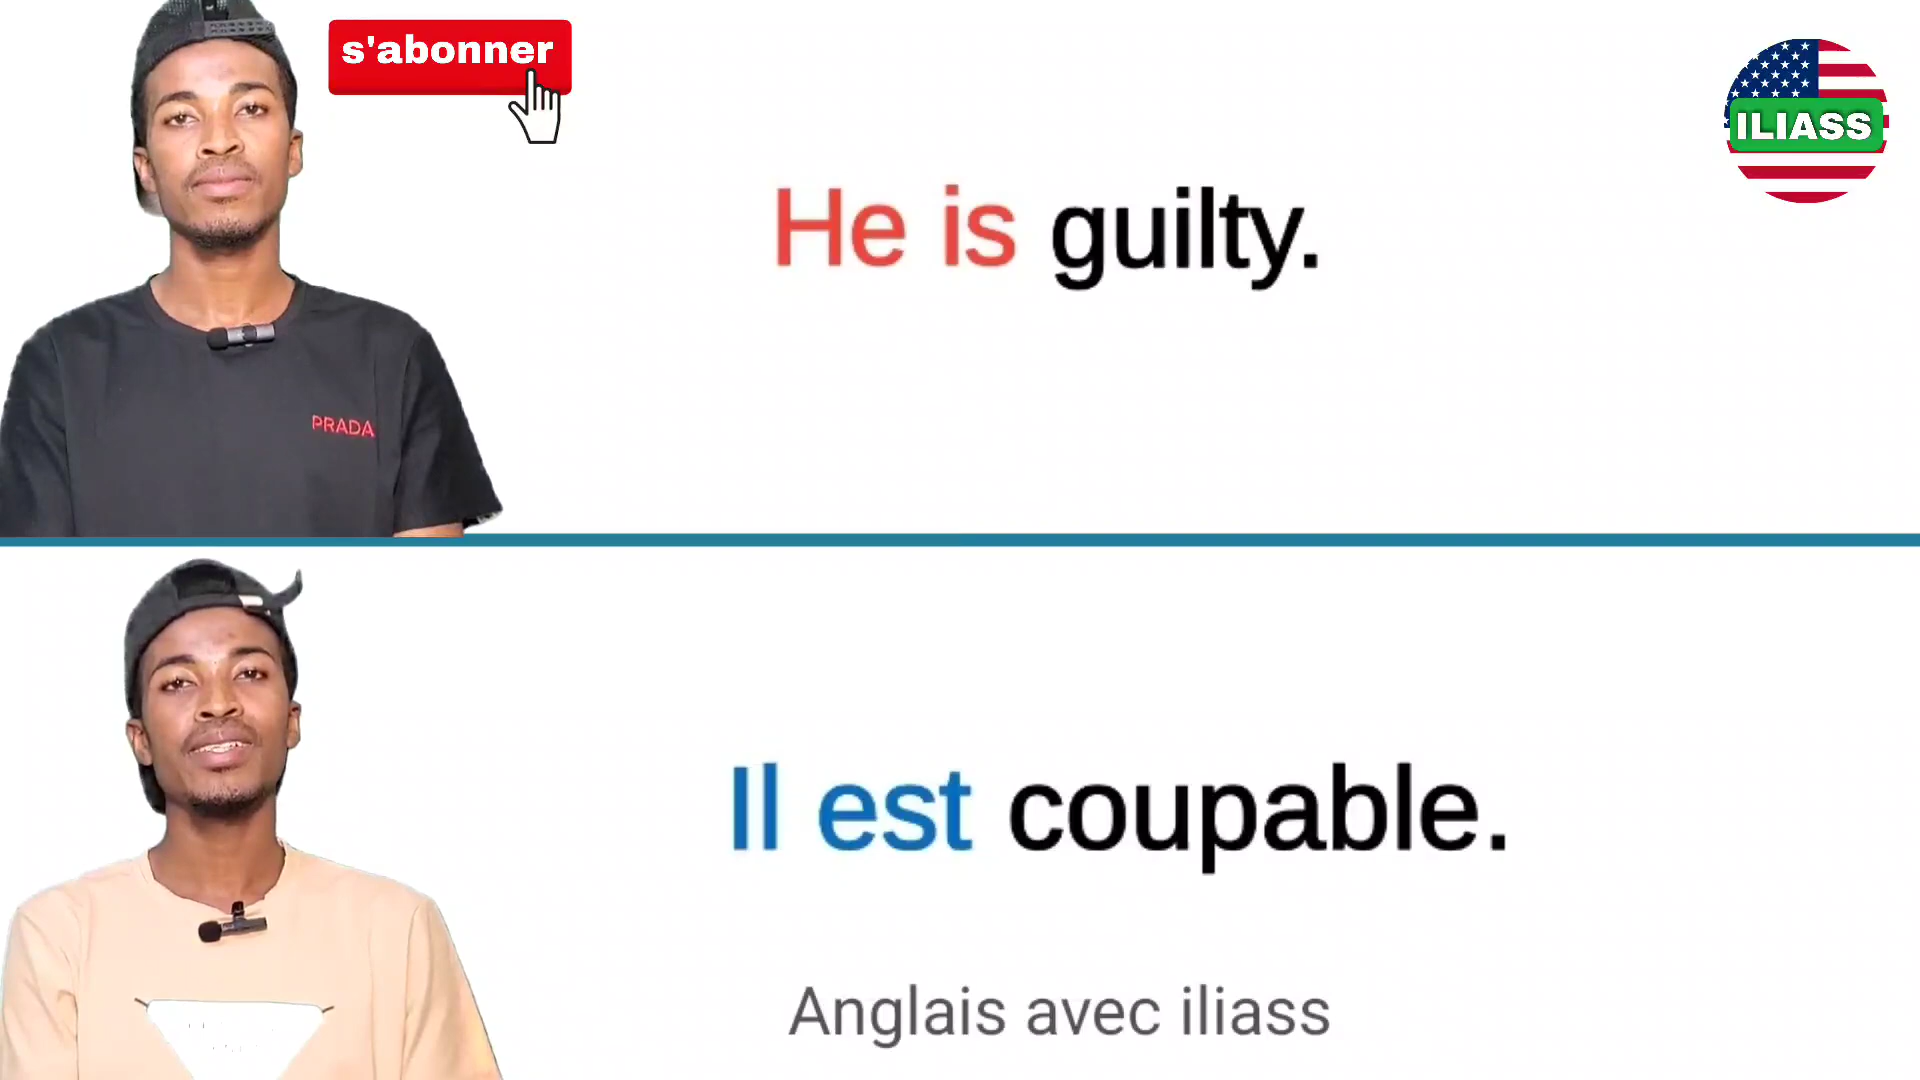 s'abonner
ILIASS
He is guilty.
PRADA
Il est coupable.
Anglais avec iliass